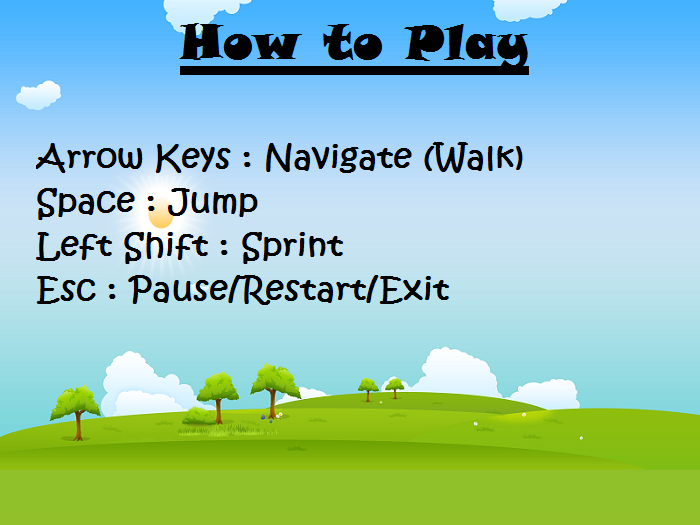 How to Play
Arrow Keys : Navigate (Walk)
Space : Jump
Left Shift : Sprint
Esc : Pause/Restart/Exit